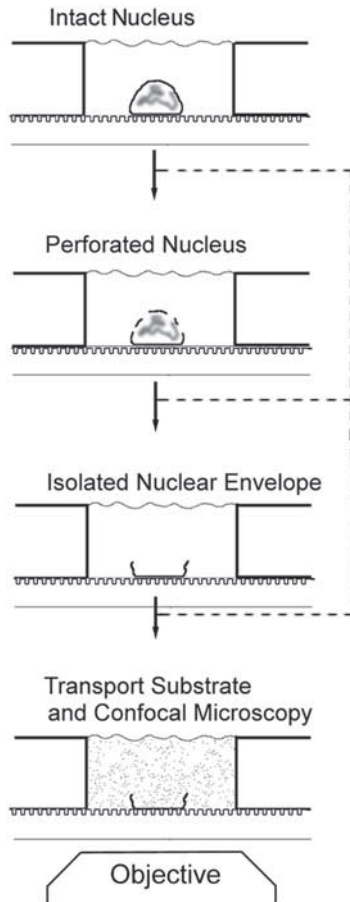 Intact Nucleus
Perforated Nucleus
Isolated Nuclear Envelope
Transport Substrate
and Confocal Microscopy
Objective